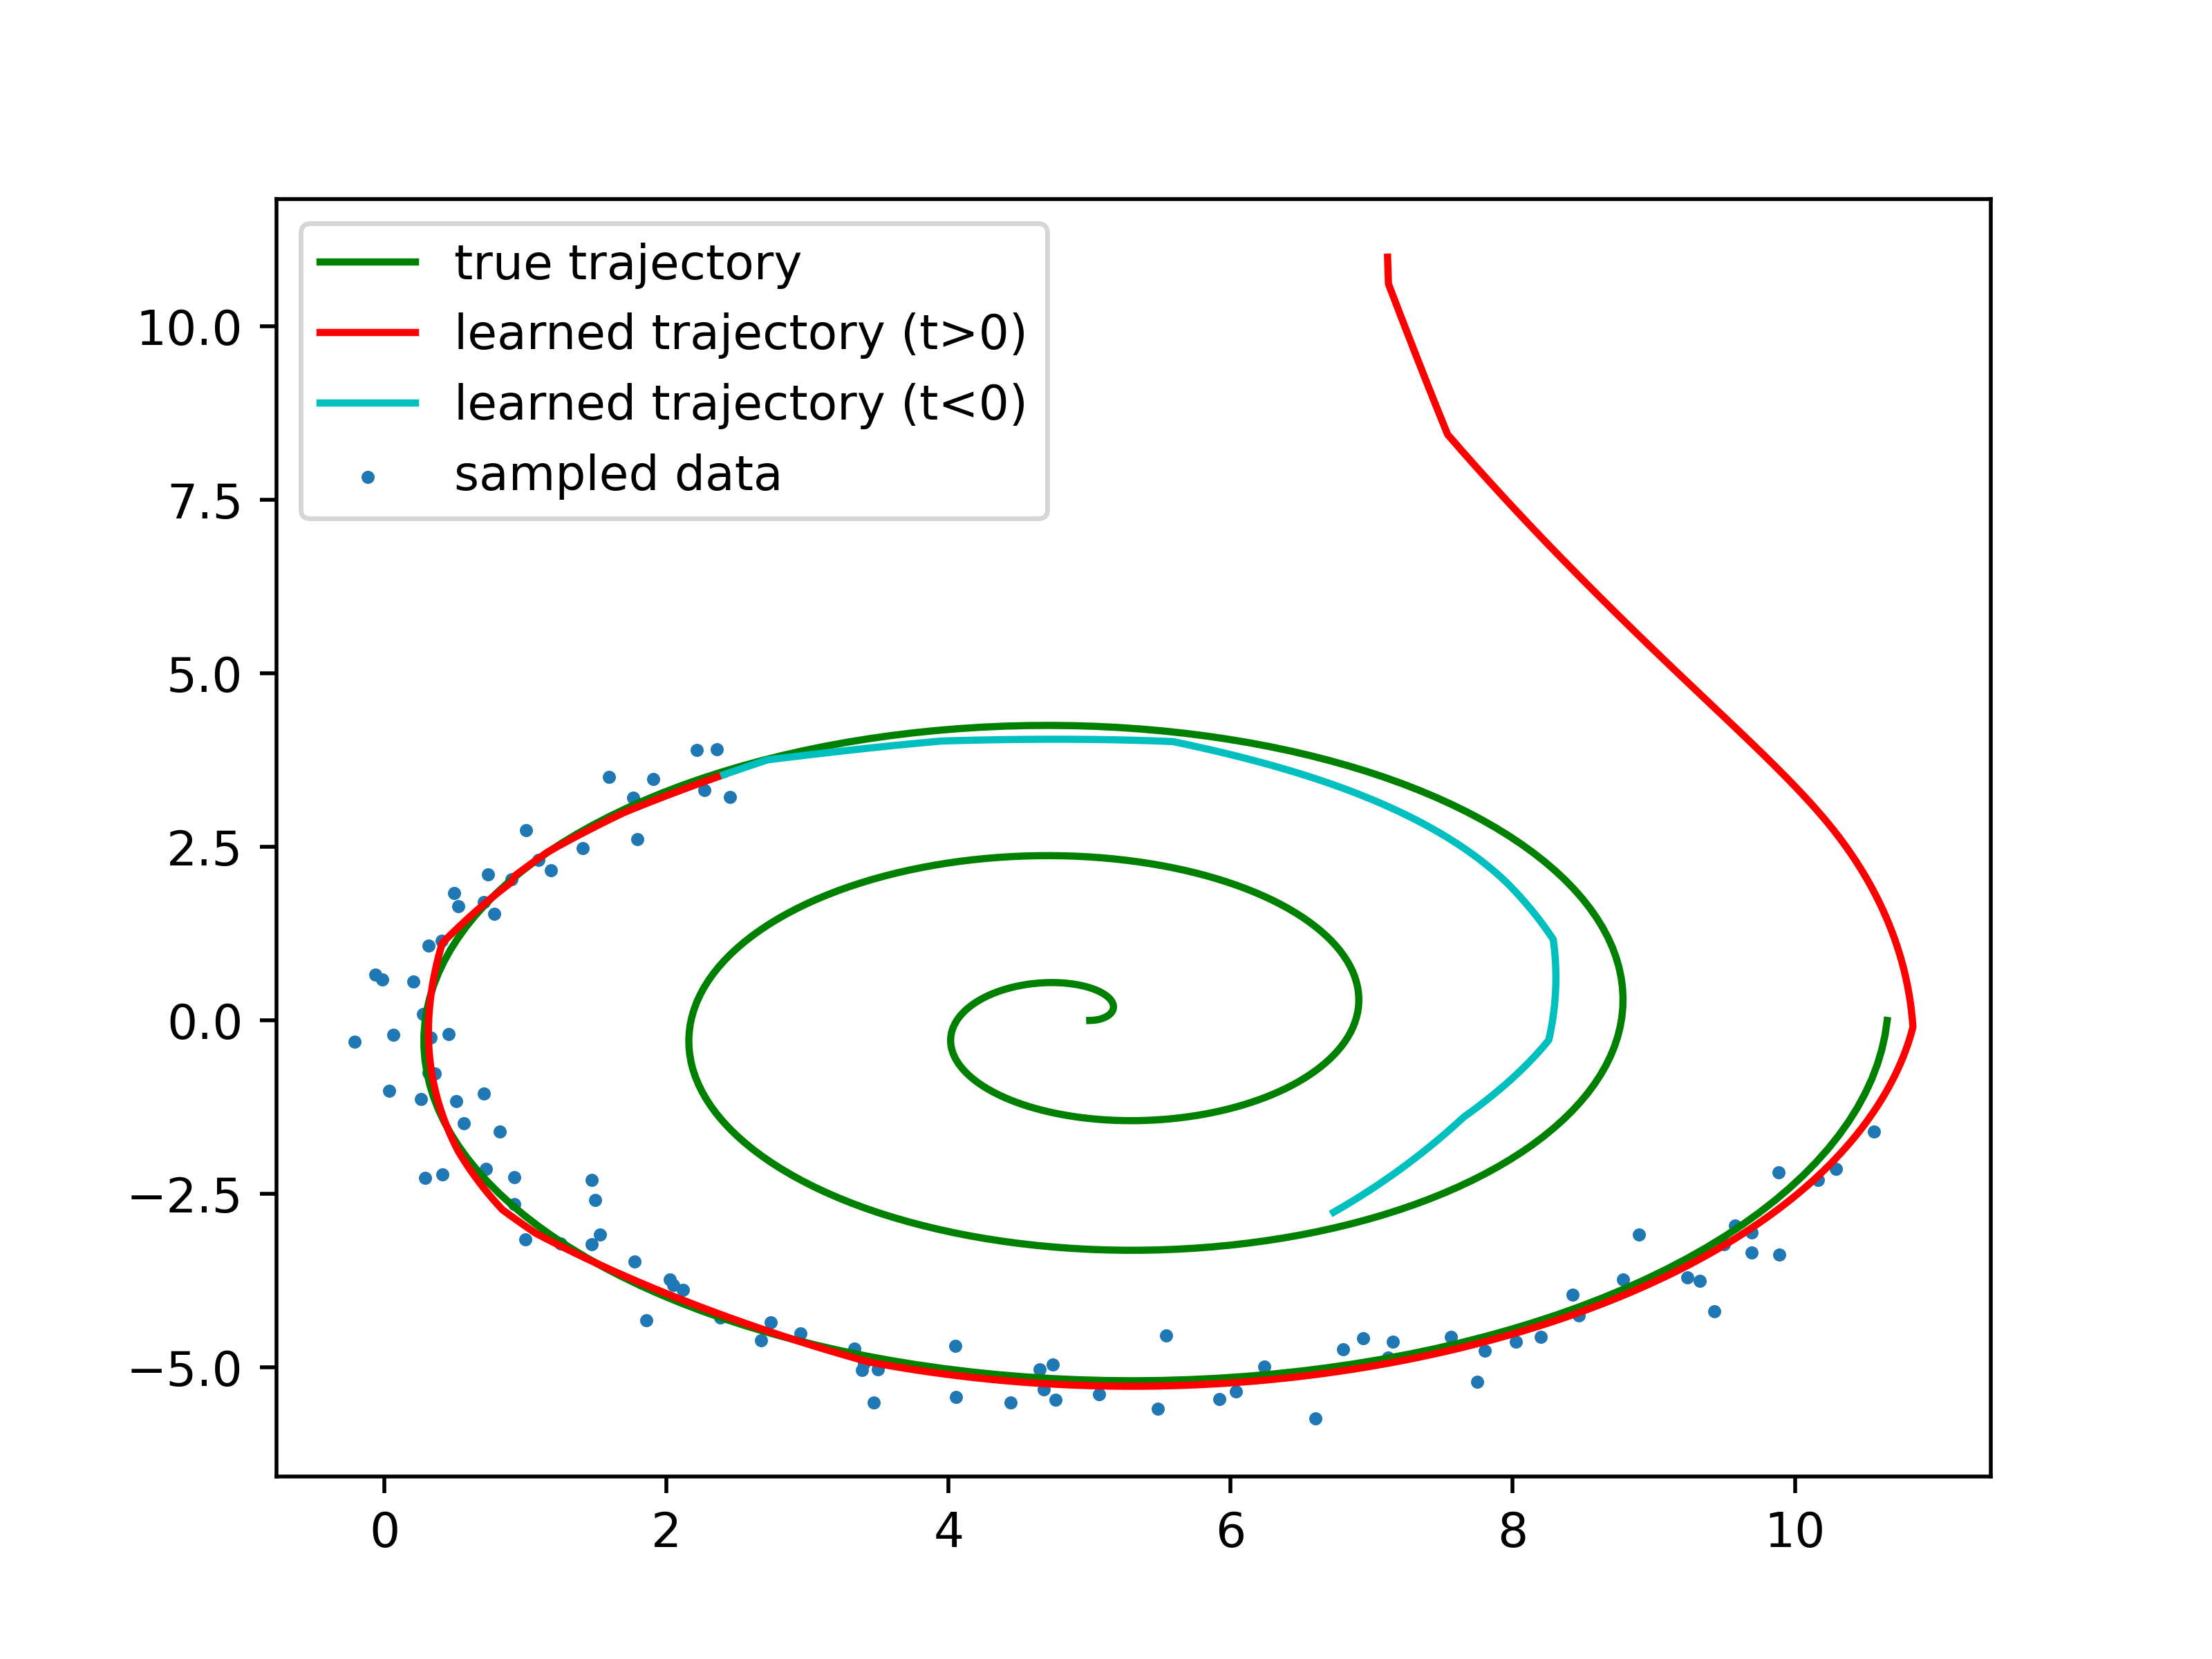 true trajectory
learned trajectory (t>0)
learned trajectory (t<0)
sampled data
10.0
7.5
5.0
2.5
0.0
−2.5
−5.0
0 2 4 6 8 10